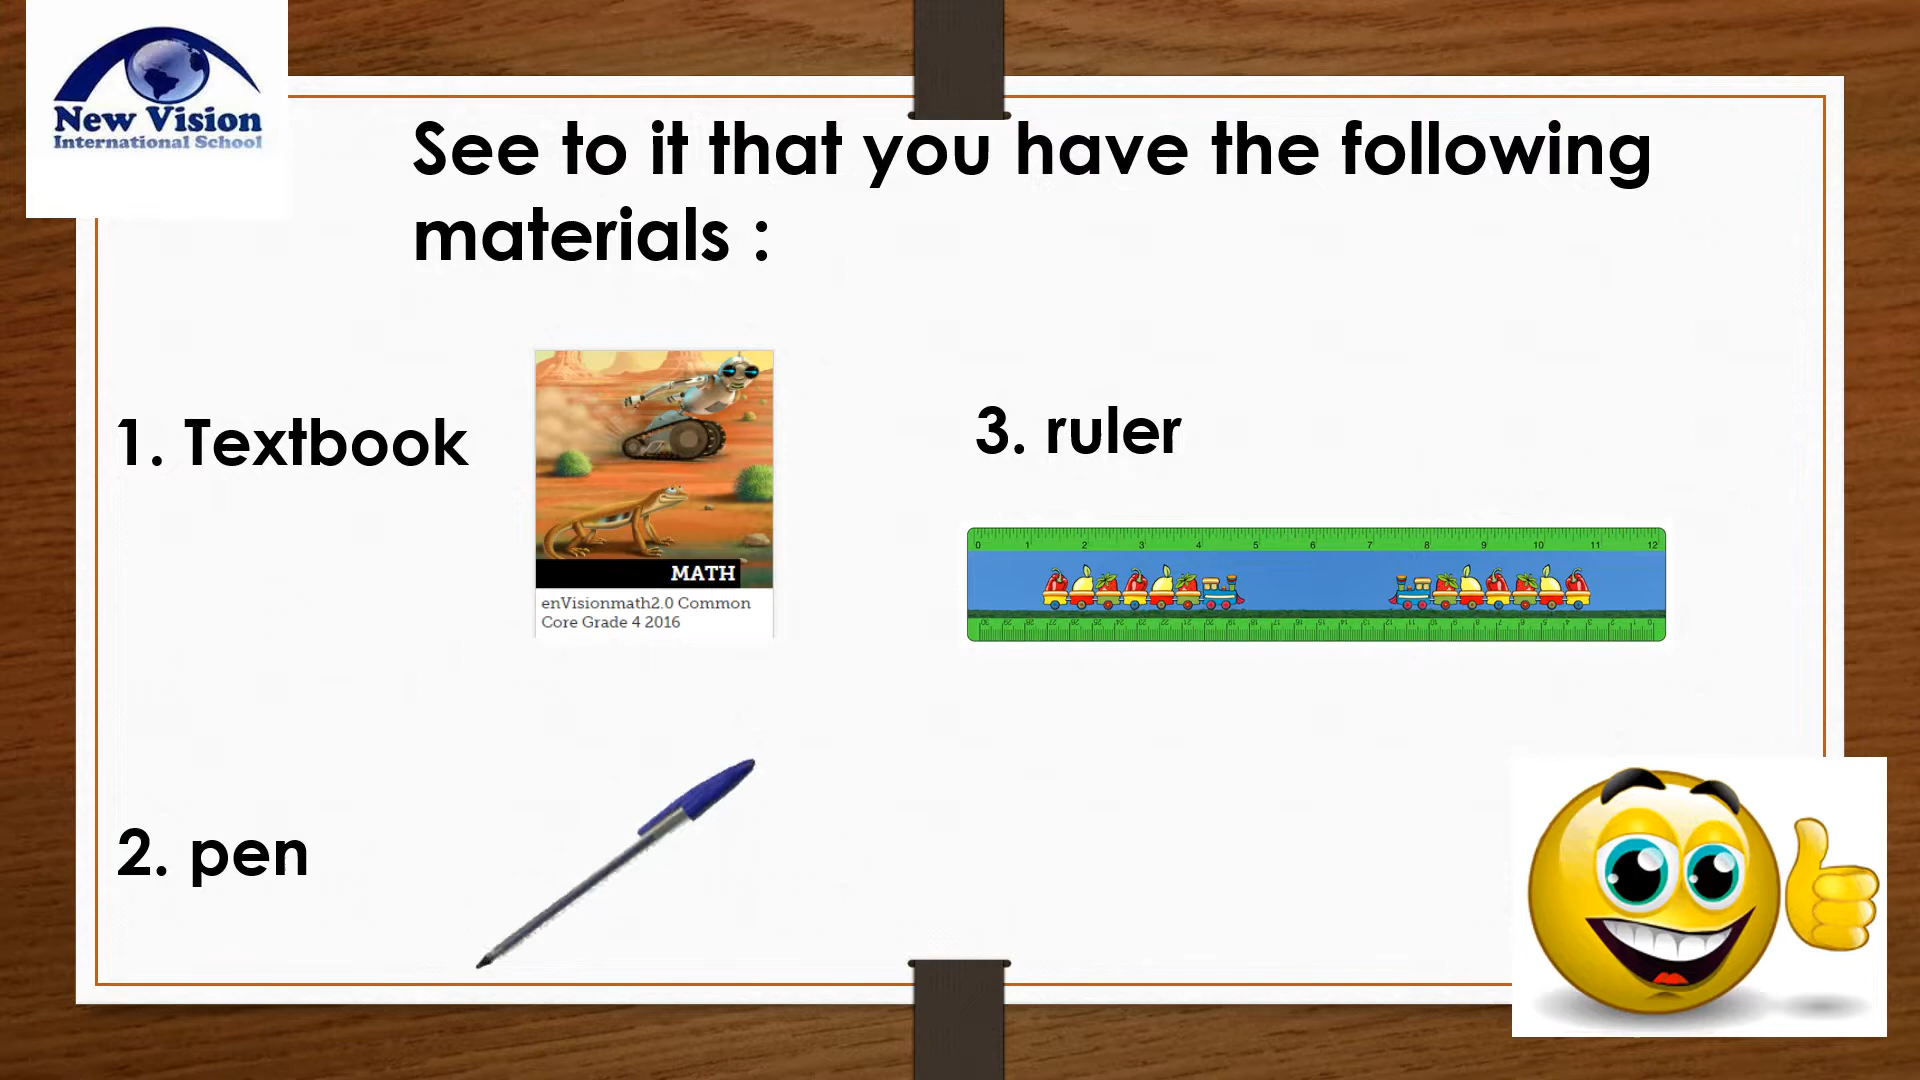 New Vision
International School
See to it that you have the following
materials :
1. Textbook
MATH
enVisionmath2.0 Common
Core Grade 4 2016
3. ruler
0 1 2 3 4 5 6 7 8 9 10 11 12
2. pen